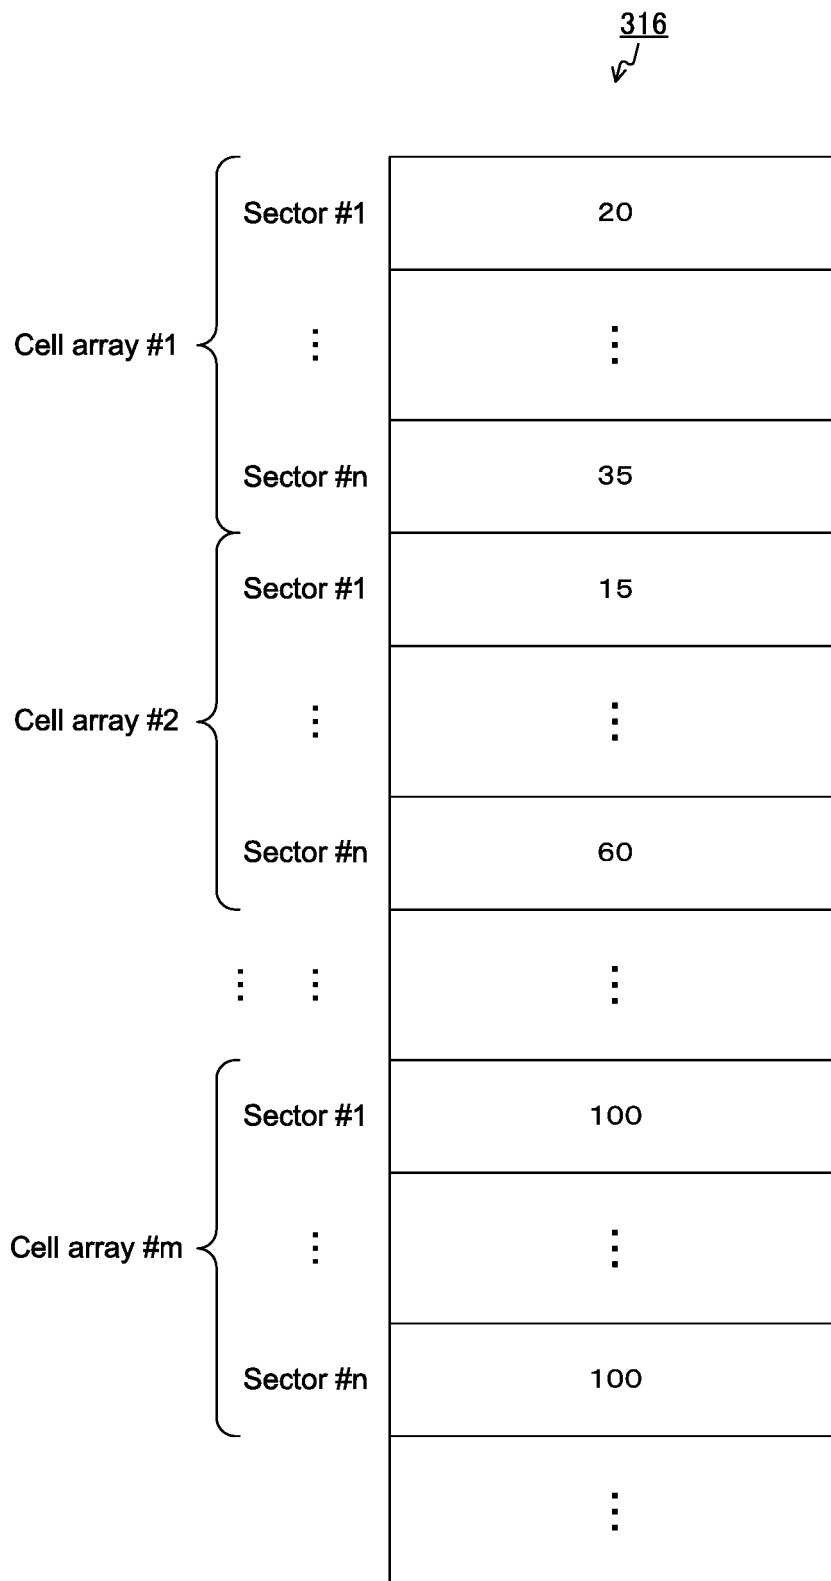 316
Sector #1 20
Cell array #1 ⋮ ⋮
Sector #n 35
Sector #1 15
Cell array #2 ⋮ ⋮
Sector #n 60
⋮ ⋮ ⋮
Sector #1 100
Cell array #m ⋮ ⋮
Sector #n 100
⋮